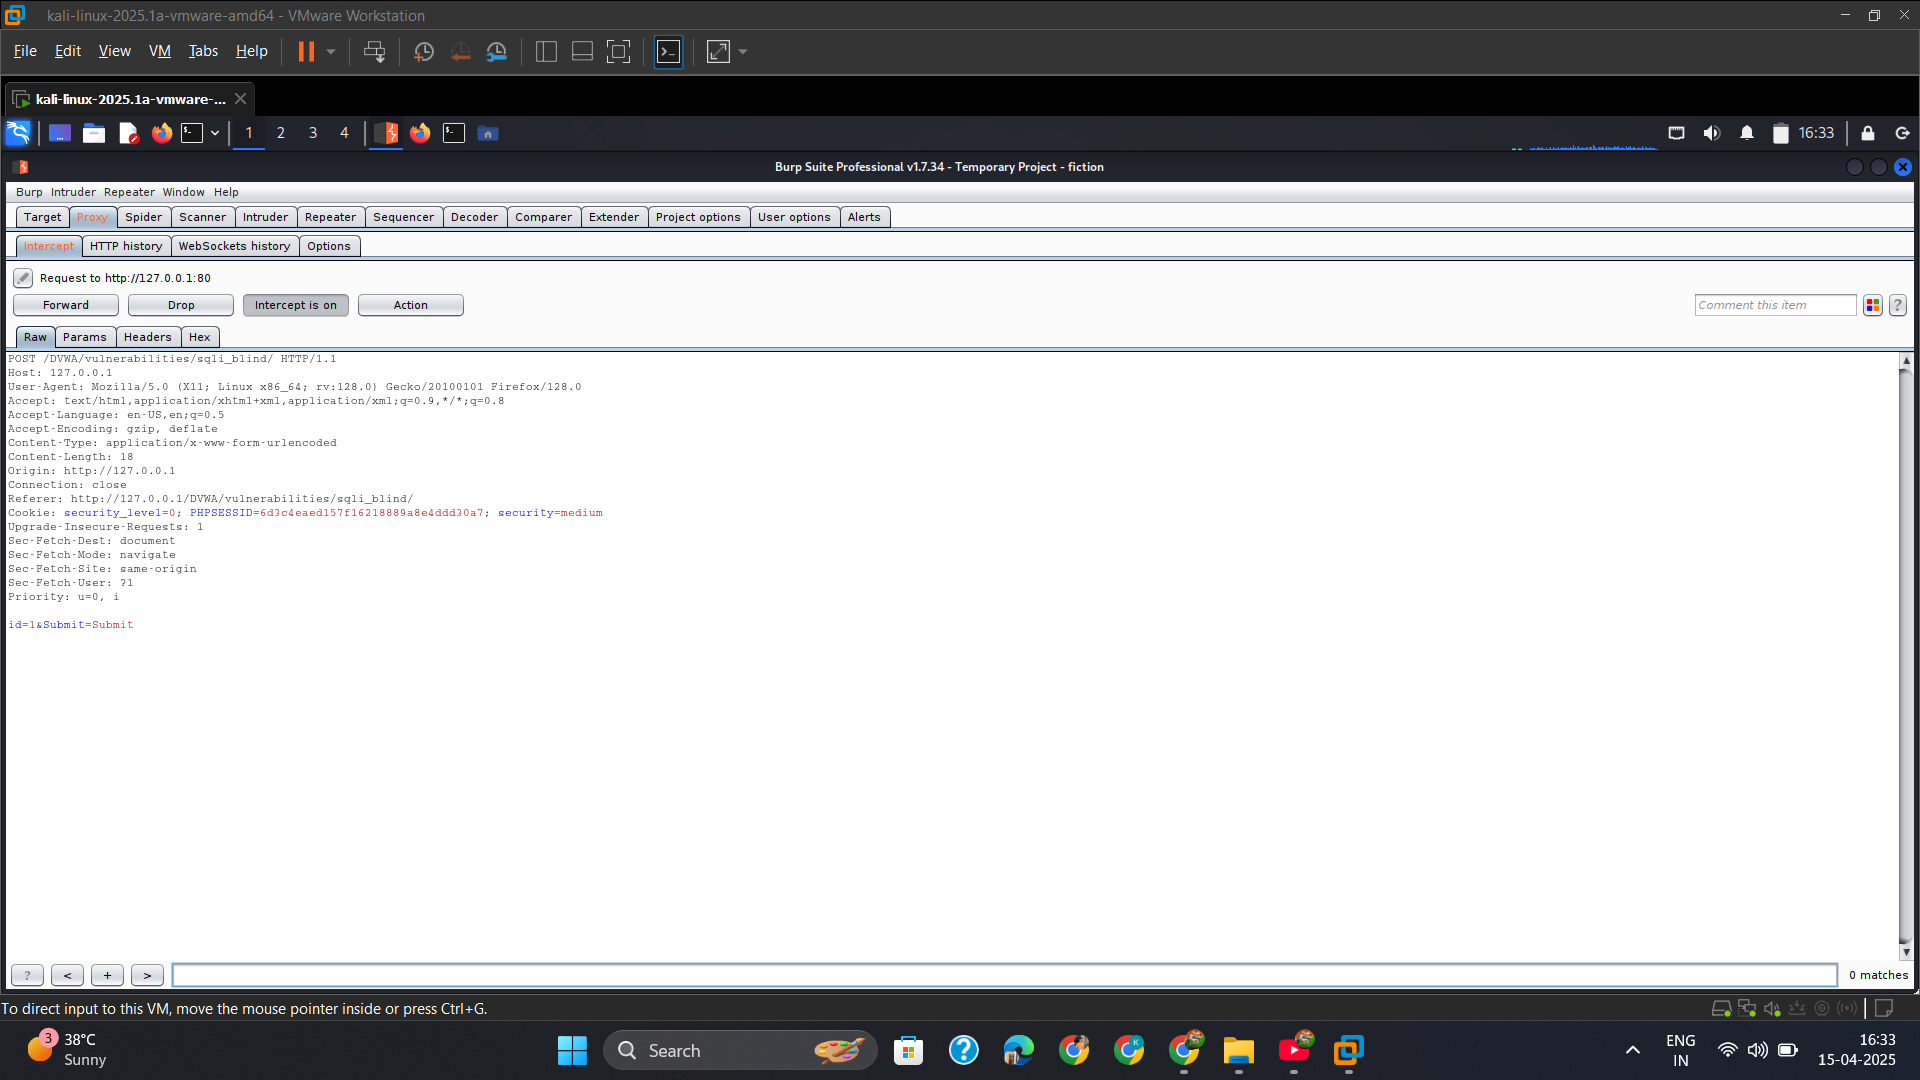 kali-linux-2025.1a-vmware-amd64 - VMware Workstation
File Edit View VM Tabs Help
kali-linux-2025.1a-vmware-...
1 2 3 4 16:33
Burp Suite Professional v1.7.34 - Temporary Project - fiction
Burp Intruder Repeater Window Help
Target Proxy Spider Scanner Intruder Repeater Sequencer Decoder Comparer Extender Project options User options Alerts
Intercept HTTP history WebSockets history Options
Request to http://127.0.0.1:80
Forward Drop Intercept is on Action Comment this item ?
Raw Params Headers Hex
POST /DVWA/vulnerabilities/sqli_blind/ HTTP/1.1
Host: 127.0.0.1
User-Agent: Mozilla/5.0 (X11; Linux x86_64; rv:128.0) Gecko/20100101 Firefox/128.0
Accept: text/html,application/xhtml+xml,application/xml;q=0.9,*/*;q=0.8
Accept-Language: en-US,en;q=0.5
Accept-Encoding: gzip, deflate
Content-Type: application/x-www-form-urlencoded
Content-Length: 18
Origin: http://127.0.0.1
Connection: close
Referer: http://127.0.0.1/DVWA/vulnerabilities/sqli_blind/
Cookie: security_level=0; PHPSESSID=6d3c4eaed157f16218889a8e4ddd30a7; security=medium
Upgrade-Insecure-Requests: 1
Sec-Fetch-Dest: document
Sec-Fetch-Mode: navigate
Sec-Fetch-Site: same-origin
Sec-Fetch-User: ?1
Priority: u=0, i
id=1&Submit=Submit
? < + > 0 matches
To direct input to this VM, move the mouse pointer inside or press Ctrl+G.
3 38°C
Sunny
Search
ENG
IN
16:33
15-04-2025